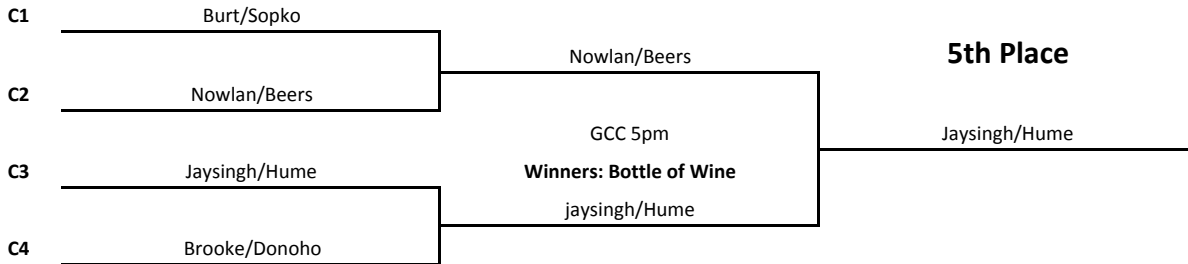 C1 Burt/Sopko
Nowlan/Beers
5th Place
C2 Nowlan/Beers
GCC 5pm
Jaysingh/Hume
C3 Jaysingh/Hume
Winners: Bottle of Wine
jaysingh/Hume
C4 Brooke/Donoho